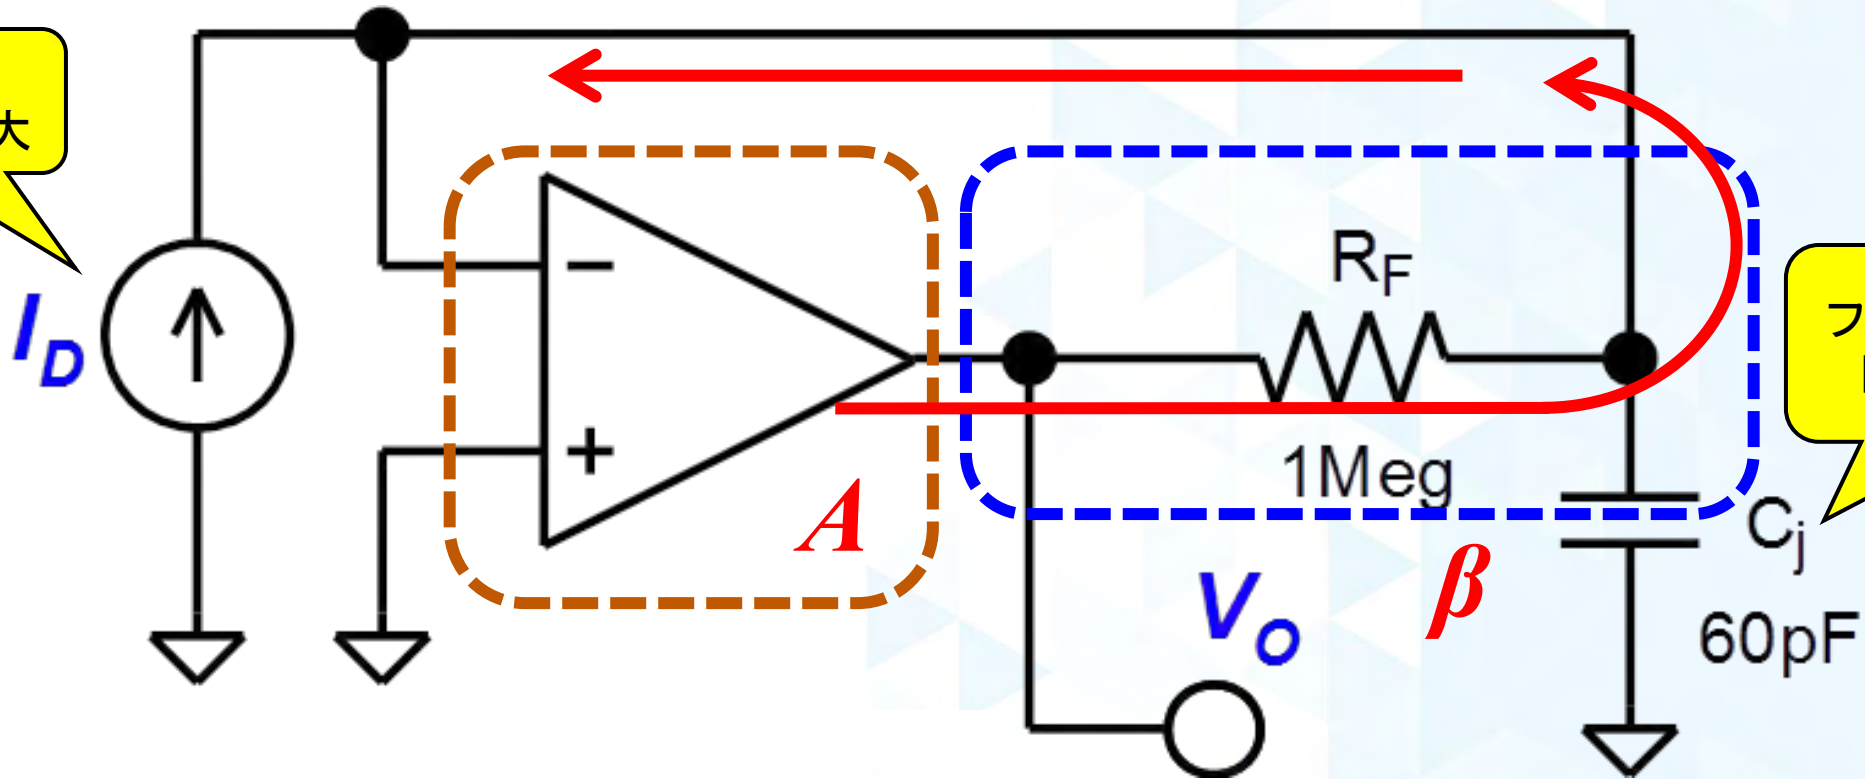 大
I_D
−
+
A
R_F
1Meg
β
V_O
C_j
60pF
フ